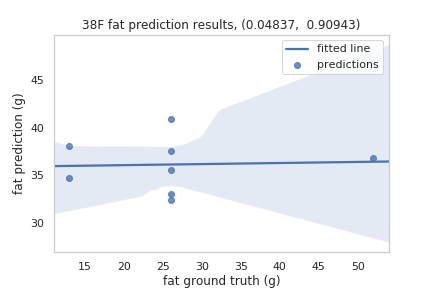 38F fat prediction results, (0.04837,  0.90943)
fitted line
predictions
fat prediction (g)
45
40
35
30
15 20 25 30 35 40 45 50
fat ground truth (g)